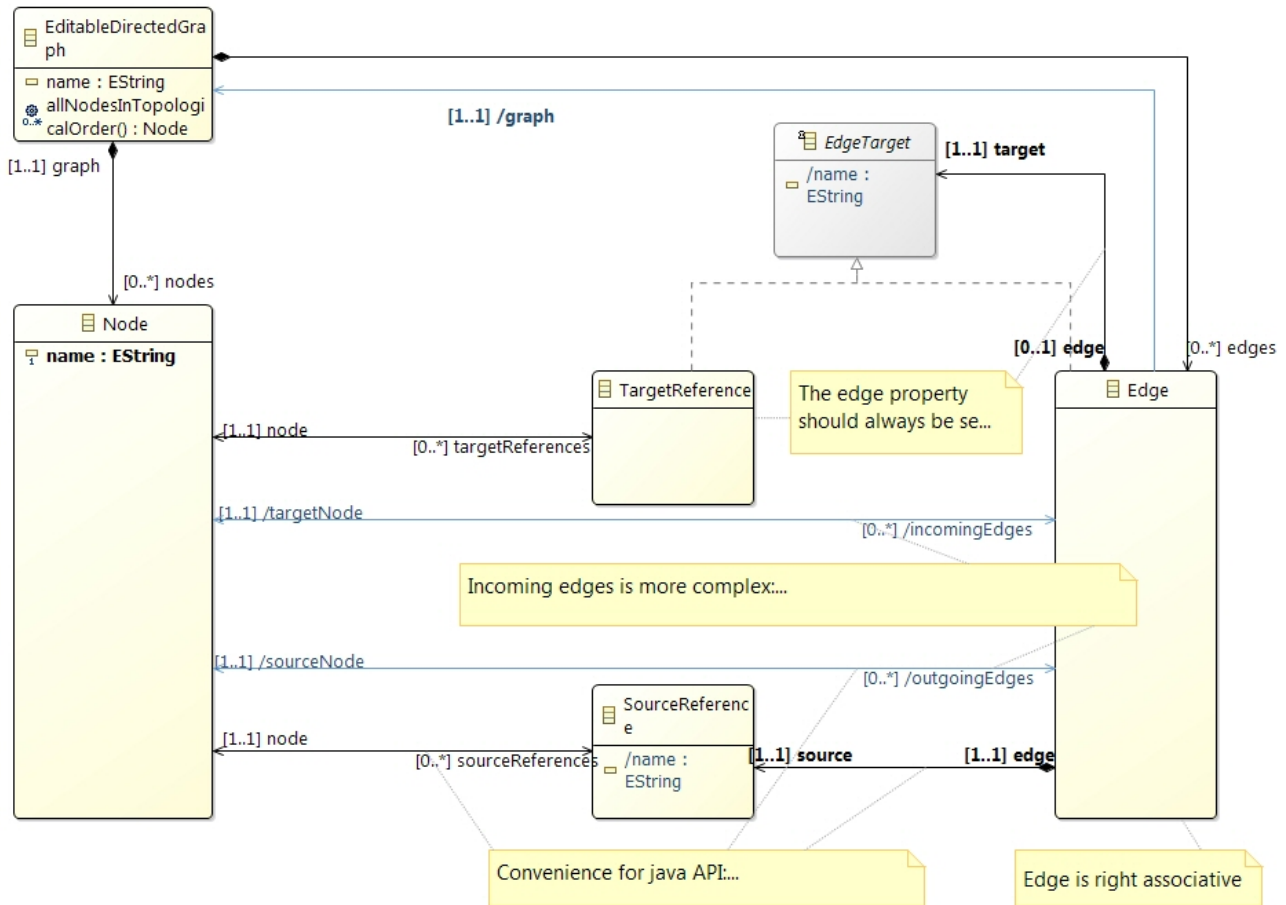 EditableDirectedGra
ph
name : EString
allNodesInTopologi
0..*
calOrder() : Node
[1..1] graph
[1..1] /graph
EdgeTarget
[1..1] target
/name :
EString
[0..*] nodes
Node
1
name : EString
[0..1] edge
[0..*] edges
TargetReference
The edge property
should always be se...
Edge
[1..1] node
[0..*] targetReferences
[1..1] /targetNode
[0..*] /incomingEdges
Incoming edges is more complex:...
[1..1] /sourceNode
[0..*] /outgoingEdges
SourceReferenc
e
[1..1] node
[0..*] sourceReferences
/name :
EString
[1..1] source
[1..1] edge
Convenience for java API:...
Edge is right associative